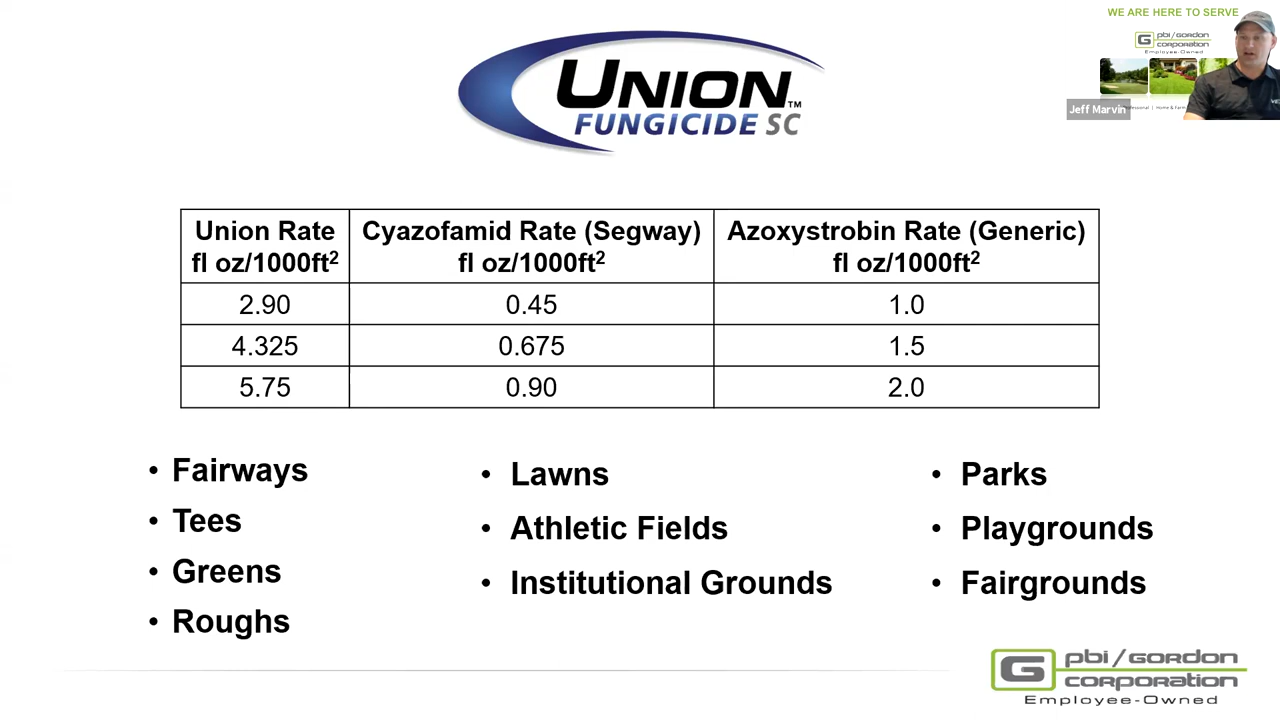 WE ARE HERE TO SERVE
G pbi/gordon
corporation
Employee-Owned
Jeff Marvin
UNION™
FUNGICIDE SC
Union Rate
fl oz/1000ft²
Cyazofamid Rate (Segway)
fl oz/1000ft²
Azoxystrobin Rate (Generic)
fl oz/1000ft²
2.90 0.45 1.0
4.325 0.675 1.5
5.75 0.90 2.0
• Fairways
• Tees
• Greens
• Roughs
• Lawns
• Athletic Fields
• Institutional Grounds
• Parks
• Playgrounds
• Fairgrounds
G pbi/GORDON
corporation
Employee-Owned